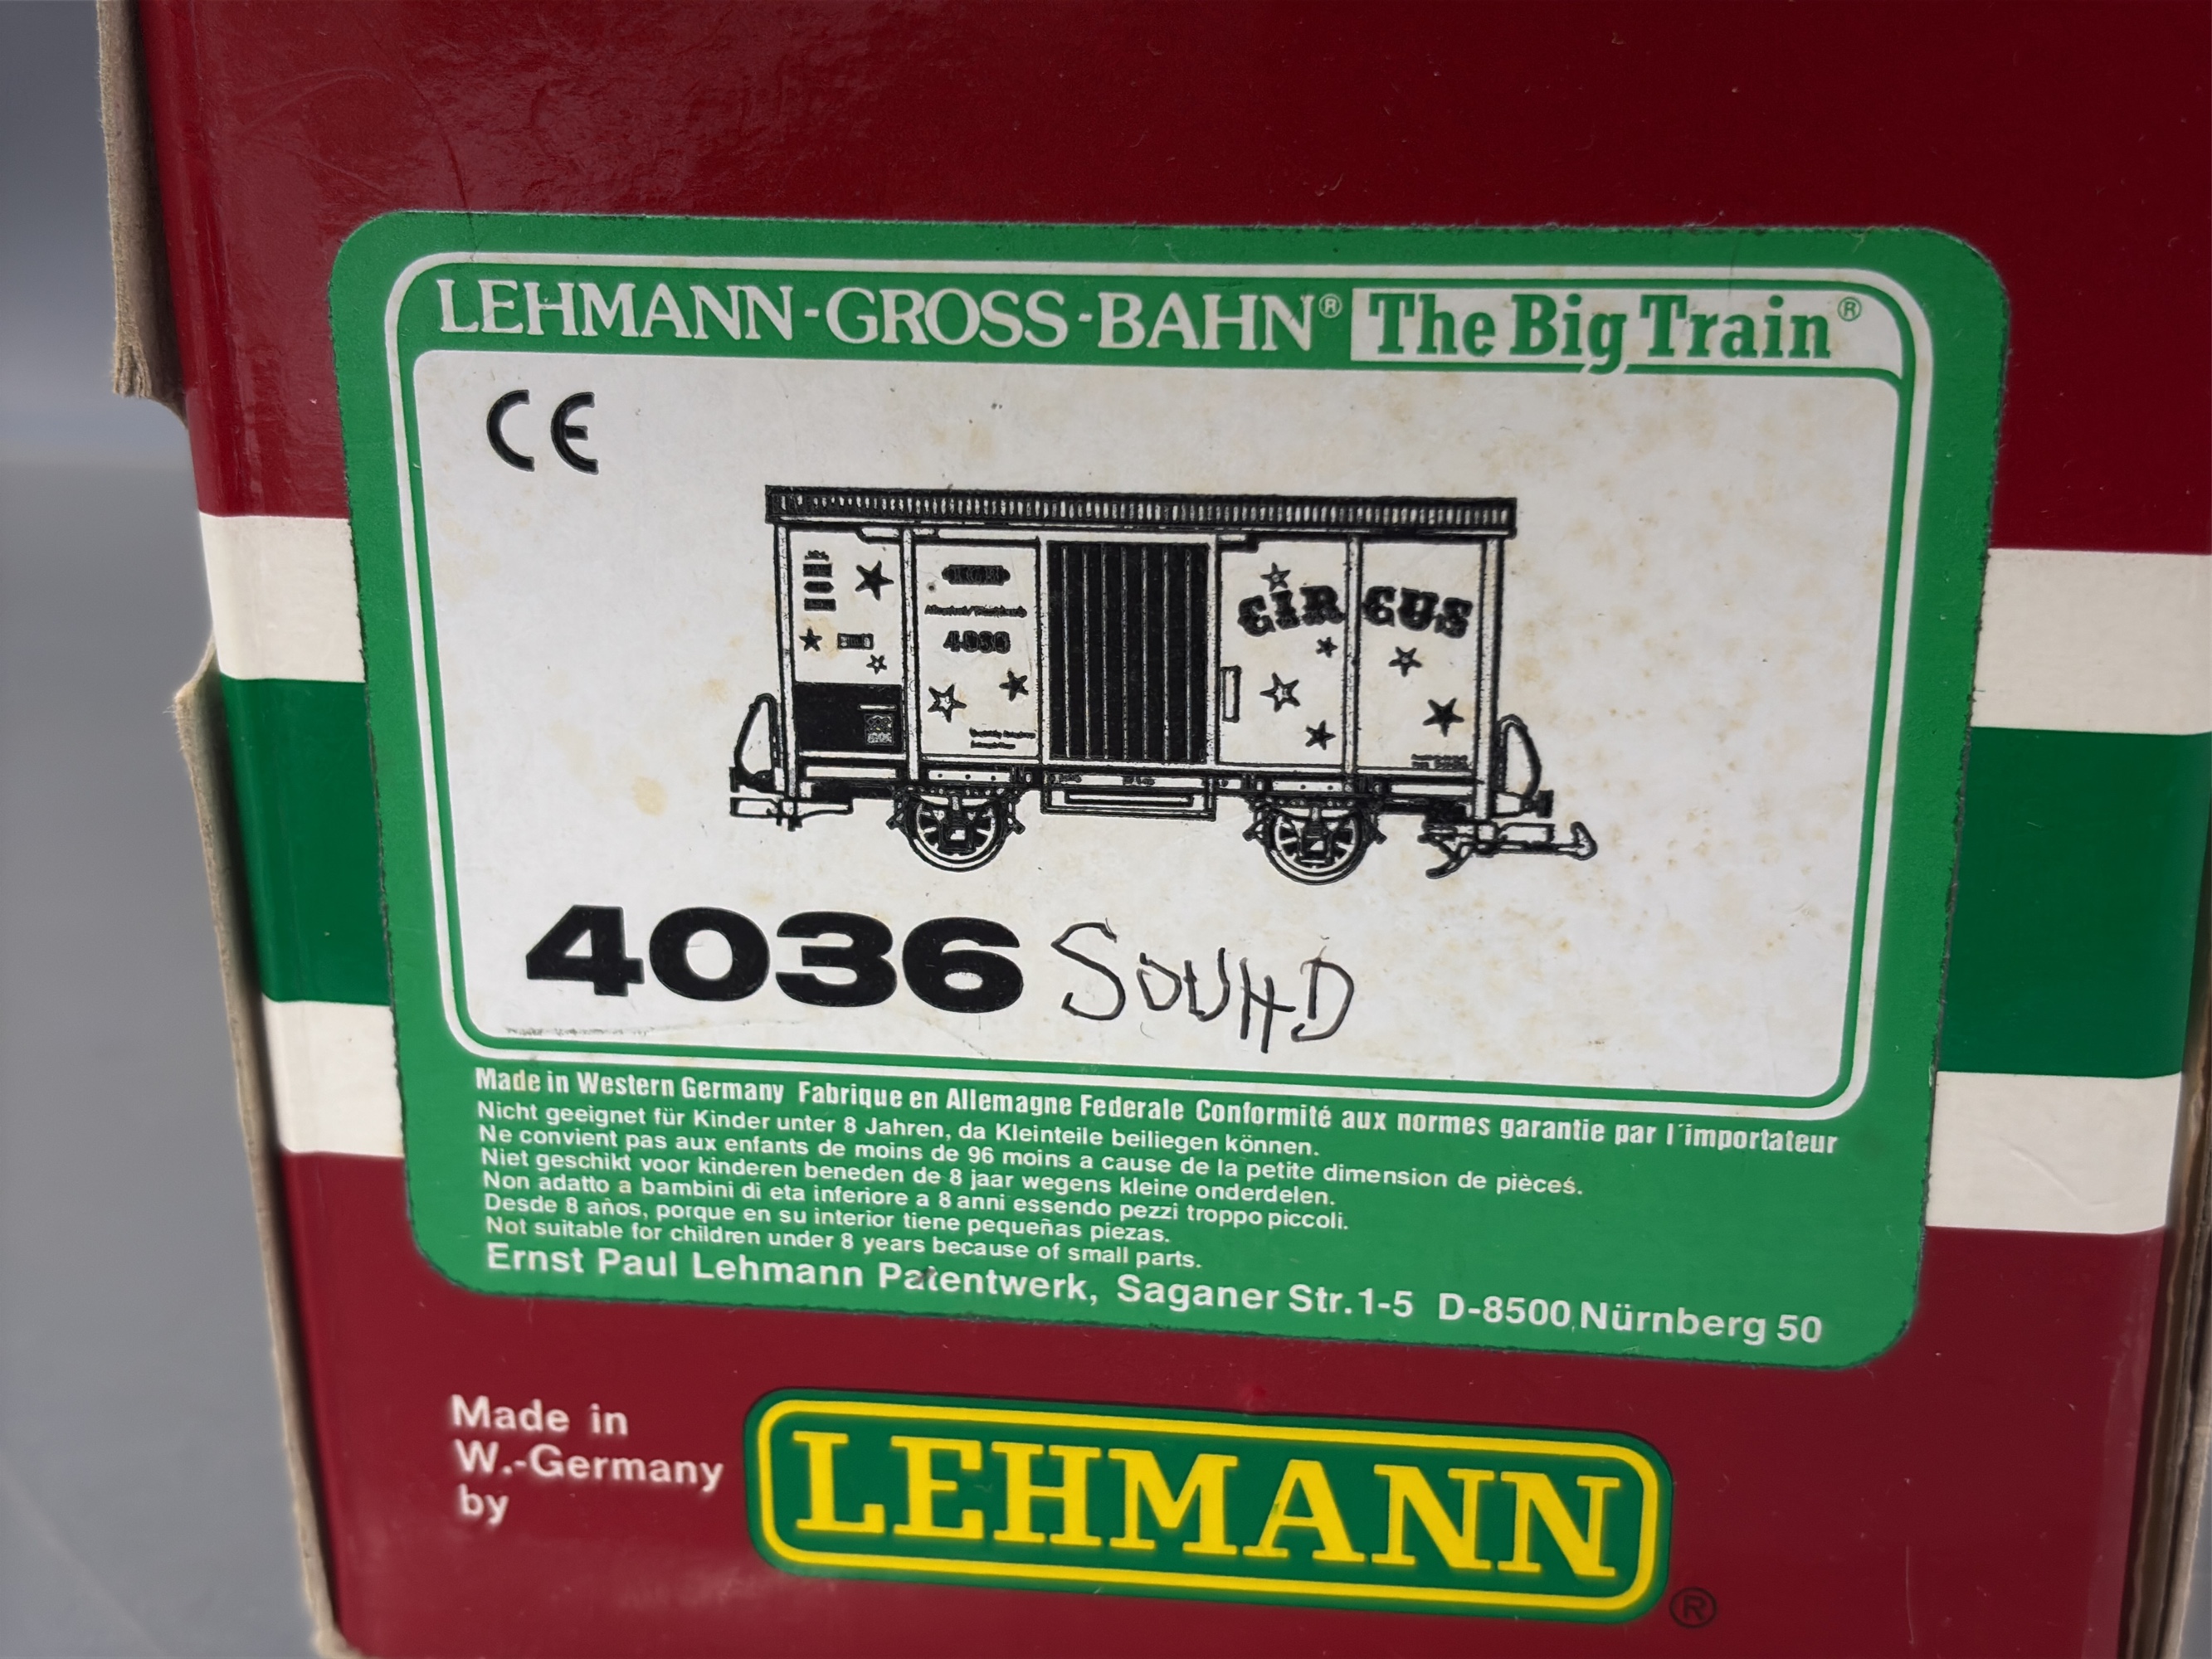 LEHMANN-GROSS-BAHN® The Big Train®
CE
CIRCUS
4036 SOUND
Made in Western Germany Fabrique en Allemagne Federale Conformité aux normes garantie par l'importateur
Nicht geeignet für Kinder unter 8 Jahren, da Kleinteile beiliegen können.
Ne convient pas aux enfants de moins de 96 moins a cause de la petite dimension de pièces.
Niet geschikt voor kinderen beneden de 8 jaar wegens kleine onderdelen.
Non adatto a bambini di eta inferiore a 8 anni essendo pezzi troppo piccoli.
Desde 8 años, porque en su interior tiene pequeñas piezas.
Not suitable for children under 8 years because of small parts.
Ernst Paul Lehmann Patentwerk, Saganer Str.1-5 D-8500 Nürnberg 50
Made in
W.-Germany
by
LEHMANN®